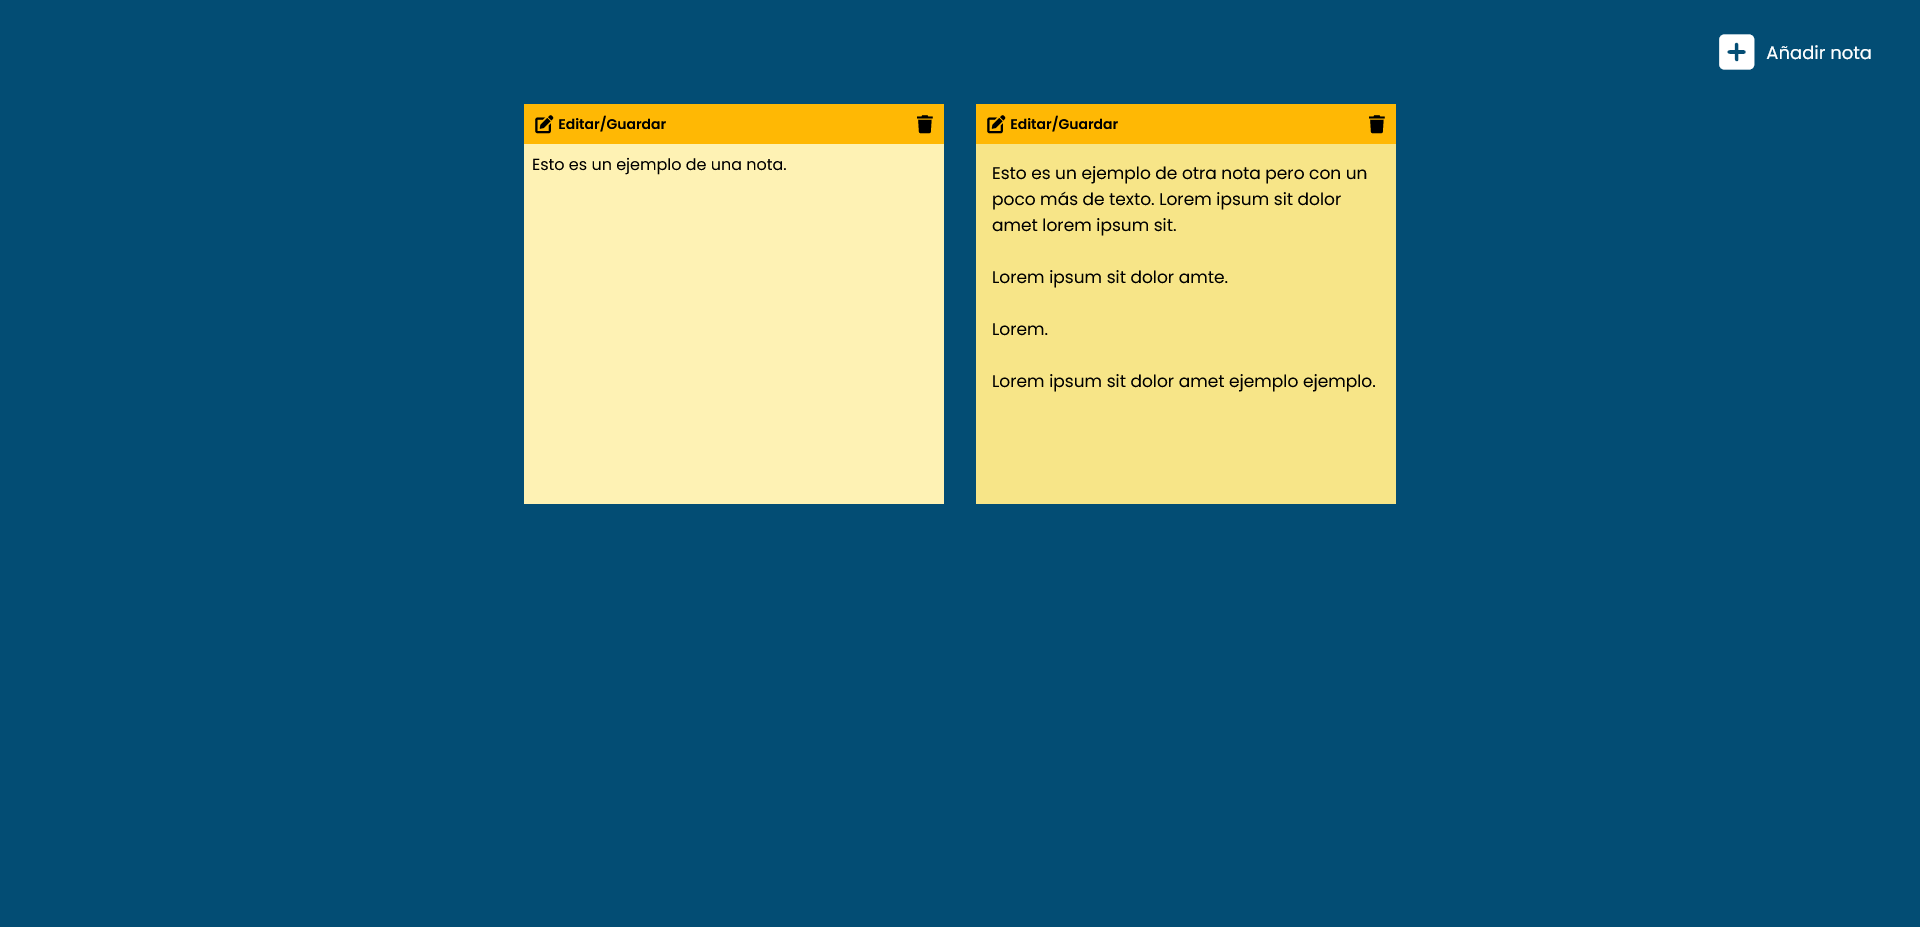 Añadir nota
Editar/Guardar
Esto es un ejemplo de una nota.
Editar/Guardar
Esto es un ejemplo de otra nota pero con un
poco más de texto. Lorem ipsum sit dolor
amet lorem ipsum sit.
Lorem ipsum sit dolor amte.
Lorem.
Lorem ipsum sit dolor amet ejemplo ejemplo.